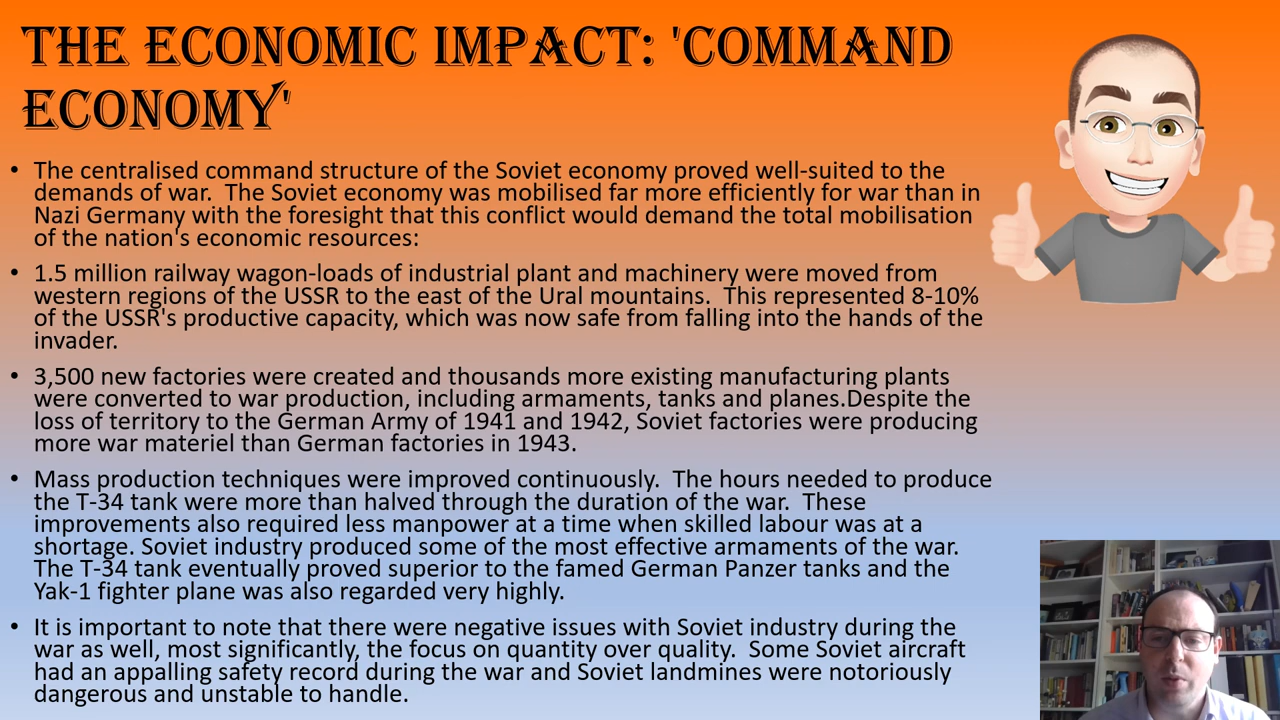 THE ECONOMIC IMPACT: 'COMMAND
ECONOMY'
• The centralised command structure of the Soviet economy proved well-suited to the
demands of war.  The Soviet economy was mobilised far more efficiently for war than in
Nazi Germany with the foresight that this conflict would demand the total mobilisation
of the nation's economic resources:
• 1.5 million railway wagon-loads of industrial plant and machinery were moved from
western regions of the USSR to the east of the Ural mountains.  This represented 8-10%
of the USSR's productive capacity, which was now safe from falling into the hands of the
invader.
• 3,500 new factories were created and thousands more existing manufacturing plants
were converted to war production, including armaments, tanks and planes.Despite the
loss of territory to the German Army of 1941 and 1942, Soviet factories were producing
more war materiel than German factories in 1943.
• Mass production techniques were improved continuously.  The hours needed to produce
the T-34 tank were more than halved through the duration of the war.  These
improvements also required less manpower at a time when skilled labour was at a
shortage. Soviet industry produced some of the most effective armaments of the war.
The T-34 tank eventually proved superior to the famed German Panzer tanks and the
Yak-1 fighter plane was also regarded very highly.
• It is important to note that there were negative issues with Soviet industry during the
war as well, most significantly, the focus on quantity over quality.  Some Soviet aircraft
had an appalling safety record during the war and Soviet landmines were notoriously
dangerous and unstable to handle.